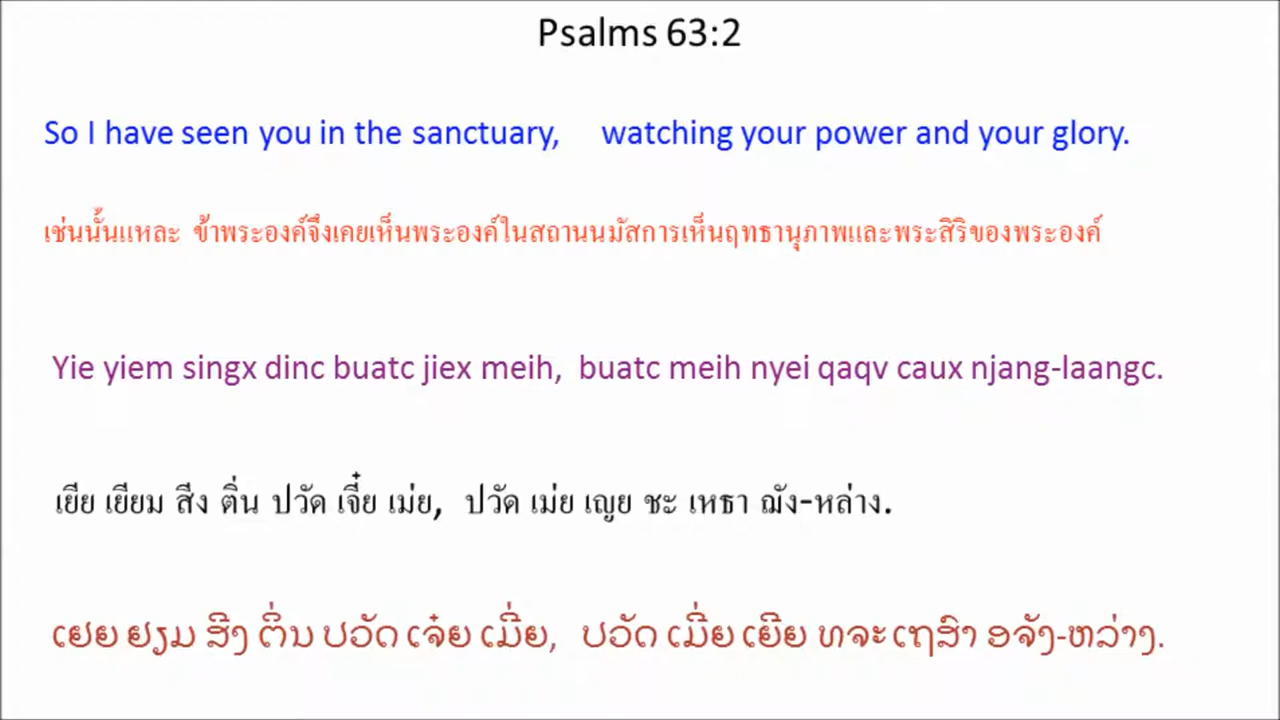 Psalms 63:2
So I have seen you in the sanctuary, watching your power and your glory.
เช่นนั้นแหละ ข้าพระองค์จึงเคยเห็นพระองค์ในสถานนมัสการเห็นฤทธานุภาพและพระสิริของพระองค์
Yie yiem singx dinc buatc jiex meih, buatc meih nyei qaqv caux njang-laangc.
เยีย เยียม สีง ติ่น ปวัด เจี๋ย เม่ย, ปวัด เม่ย เญย ชะ เหธา ฌัง-หล่าง.
ເຢຍ ຢຽມ ສີງ ຕິ່ນ ປວັດ ເຈ໋ຍ ເມີ່ຍ, ປວັດ ເມີ່ຍ ເຍີຍ ທຈະ ເຖສົາ ອຈັງ-ຫລ່າງ.